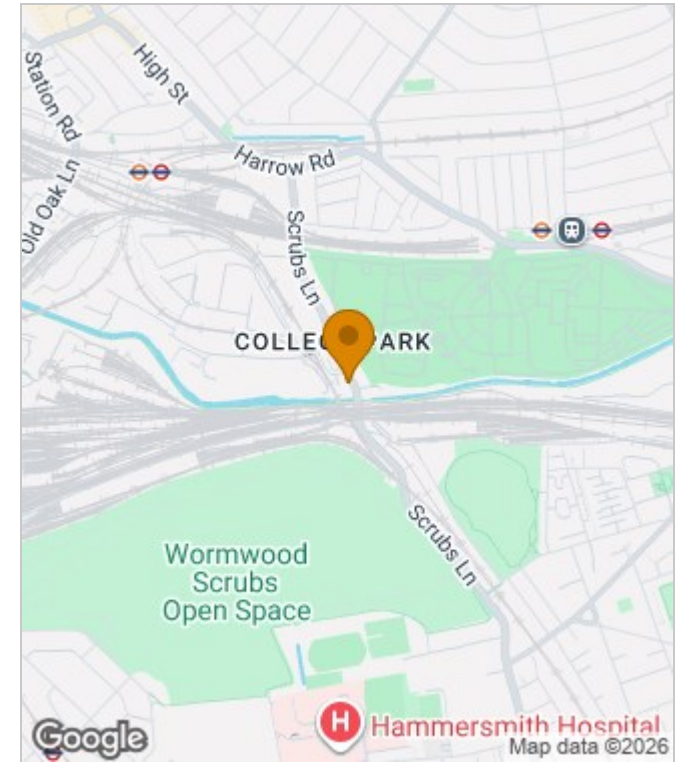 High St
Station Rd
Harrow Rd
Old Oak Ln
Scrubs Ln
COLLEGE PARK
Scrubs Ln
Wormwood
Scrubs
Open Space
H Hammersmith Hospital
Google
Map data ©2026